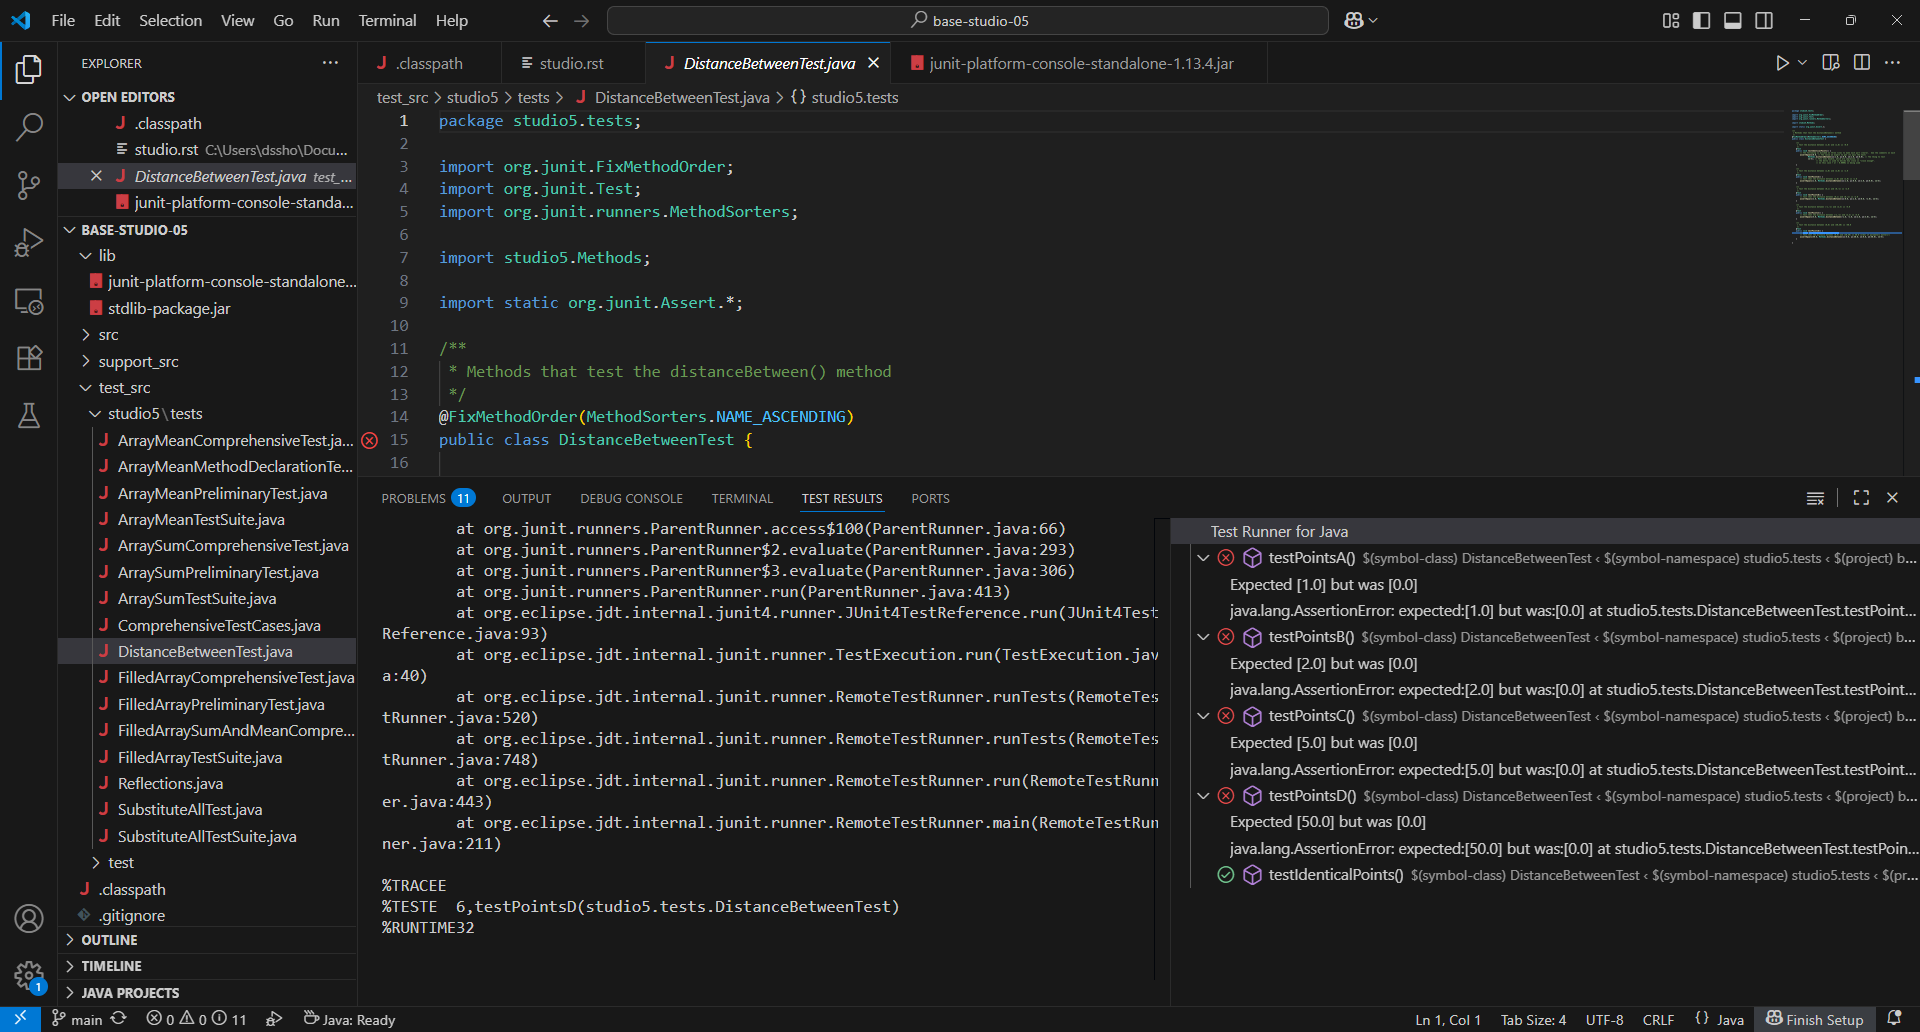 File Edit Selection View Go Run Terminal Help
base-studio-05
EXPLORER
OPEN EDITORS
.classpath
studio.rst C:\Users\dssho\Docu...
DistanceBetweenTest.java test_...
junit-platform-console-standa...
BASE-STUDIO-05
lib
junit-platform-console-standalone...
stdlib-package.jar
src
support_src
test_src
studio5\tests
ArrayMeanComprehensiveTest.ja...
ArrayMeanMethodDeclarationTe...
ArrayMeanPreliminaryTest.java
ArrayMeanTestSuite.java
ArraySumComprehensiveTest.java
ArraySumPreliminaryTest.java
ArraySumTestSuite.java
ComprehensiveTestCases.java
DistanceBetweenTest.java
FilledArrayComprehensiveTest.java
FilledArrayPreliminaryTest.java
FilledArraySumAndMeanCompre...
FilledArrayTestSuite.java
Reflections.java
SubstituteAllTest.java
SubstituteAllTestSuite.java
test
.classpath
.gitignore
OUTLINE
TIMELINE
JAVA PROJECTS
.classpath studio.rst DistanceBetweenTest.java junit-platform-console-standalone-1.13.4.jar
test_src > studio5 > tests > DistanceBetweenTest.java > {} studio5.tests
1 package studio5.tests;
2
3 import org.junit.FixMethodOrder;
4 import org.junit.Test;
5 import org.junit.runners.MethodSorters;
6
7 import studio5.Methods;
8
9 import static org.junit.Assert.*;
10
11 /**
12 * Methods that test the distanceBetween() method
13 */
14 @FixMethodOrder(MethodSorters.NAME_ASCENDING)
15 public class DistanceBetweenTest {
16
PROBLEMS 11 OUTPUT DEBUG CONSOLE TERMINAL TEST RESULTS PORTS
at org.junit.runners.ParentRunner.access$100(ParentRunner.java:66)
at org.junit.runners.ParentRunner$2.evaluate(ParentRunner.java:293)
at org.junit.runners.ParentRunner$3.evaluate(ParentRunner.java:306)
at org.junit.runners.ParentRunner.run(ParentRunner.java:413)
at org.eclipse.jdt.internal.junit4.runner.JUnit4TestReference.run(JUnit4Test
Reference.java:93)
at org.eclipse.jdt.internal.junit.runner.TestExecution.run(TestExecution.jav
a:40)
at org.eclipse.jdt.internal.junit.runner.RemoteTestRunner.runTests(RemoteTes
tRunner.java:520)
at org.eclipse.jdt.internal.junit.runner.RemoteTestRunner.runTests(RemoteTes
tRunner.java:748)
at org.eclipse.jdt.internal.junit.runner.RemoteTestRunner.run(RemoteTestRunn
er.java:443)
at org.eclipse.jdt.internal.junit.runner.RemoteTestRunner.main(RemoteTestRun
ner.java:211)
%TRACEE
%TESTE 6,testPointsD(studio5.tests.DistanceBetweenTest)
%RUNTIME32
Test Runner for Java
testPointsA() $(symbol-class) DistanceBetweenTest ‹ $(symbol-namespace) studio5.tests ‹ $(project) b...
Expected [1.0] but was [0.0]
java.lang.AssertionError: expected:[1.0] but was:[0.0] at studio5.tests.DistanceBetweenTest.testPoint...
testPointsB() $(symbol-class) DistanceBetweenTest ‹ $(symbol-namespace) studio5.tests ‹ $(project) b...
Expected [2.0] but was [0.0]
java.lang.AssertionError: expected:[2.0] but was:[0.0] at studio5.tests.DistanceBetweenTest.testPoint...
testPointsC() $(symbol-class) DistanceBetweenTest ‹ $(symbol-namespace) studio5.tests ‹ $(project) b...
Expected [5.0] but was [0.0]
java.lang.AssertionError: expected:[5.0] but was:[0.0] at studio5.tests.DistanceBetweenTest.testPoint...
testPointsD() $(symbol-class) DistanceBetweenTest ‹ $(symbol-namespace) studio5.tests ‹ $(project) b...
Expected [50.0] but was [0.0]
java.lang.AssertionError: expected:[50.0] but was:[0.0] at studio5.tests.DistanceBetweenTest.testPoin...
testIdenticalPoints() $(symbol-class) DistanceBetweenTest ‹ $(symbol-namespace) studio5.tests ‹ $(pr...
1
main 0 0 11 Java: Ready Ln 1, Col 1 Tab Size: 4 UTF-8 CRLF {} Java Finish Setup